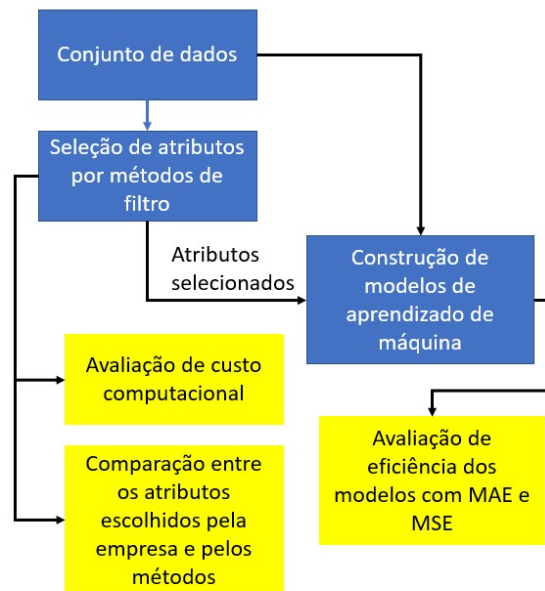 Conjunto de dados
Seleção de atributos
por métodos de
filtro
Atributos
selecionados
Construção de
modelos de
aprendizado de
máquina
Avaliação de custo
computacional
Avaliação de
eficiência dos
modelos com MAE e
MSE
Comparação entre
os atributos
escolhidos pela
empresa e pelos
métodos